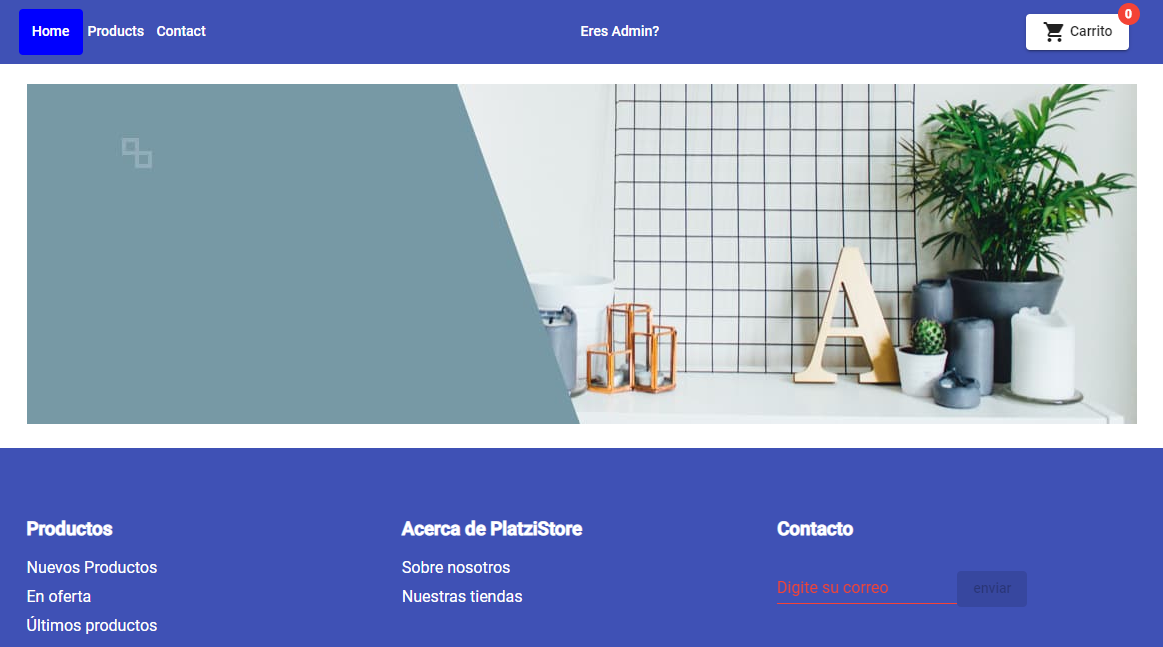 Home Products Contact Eres Admin? Carrito 0
A
Productos
Nuevos Productos
En oferta
Últimos productos
Acerca de PlatziStore
Sobre nosotros
Nuestras tiendas
Contacto
Digite su correo enviar